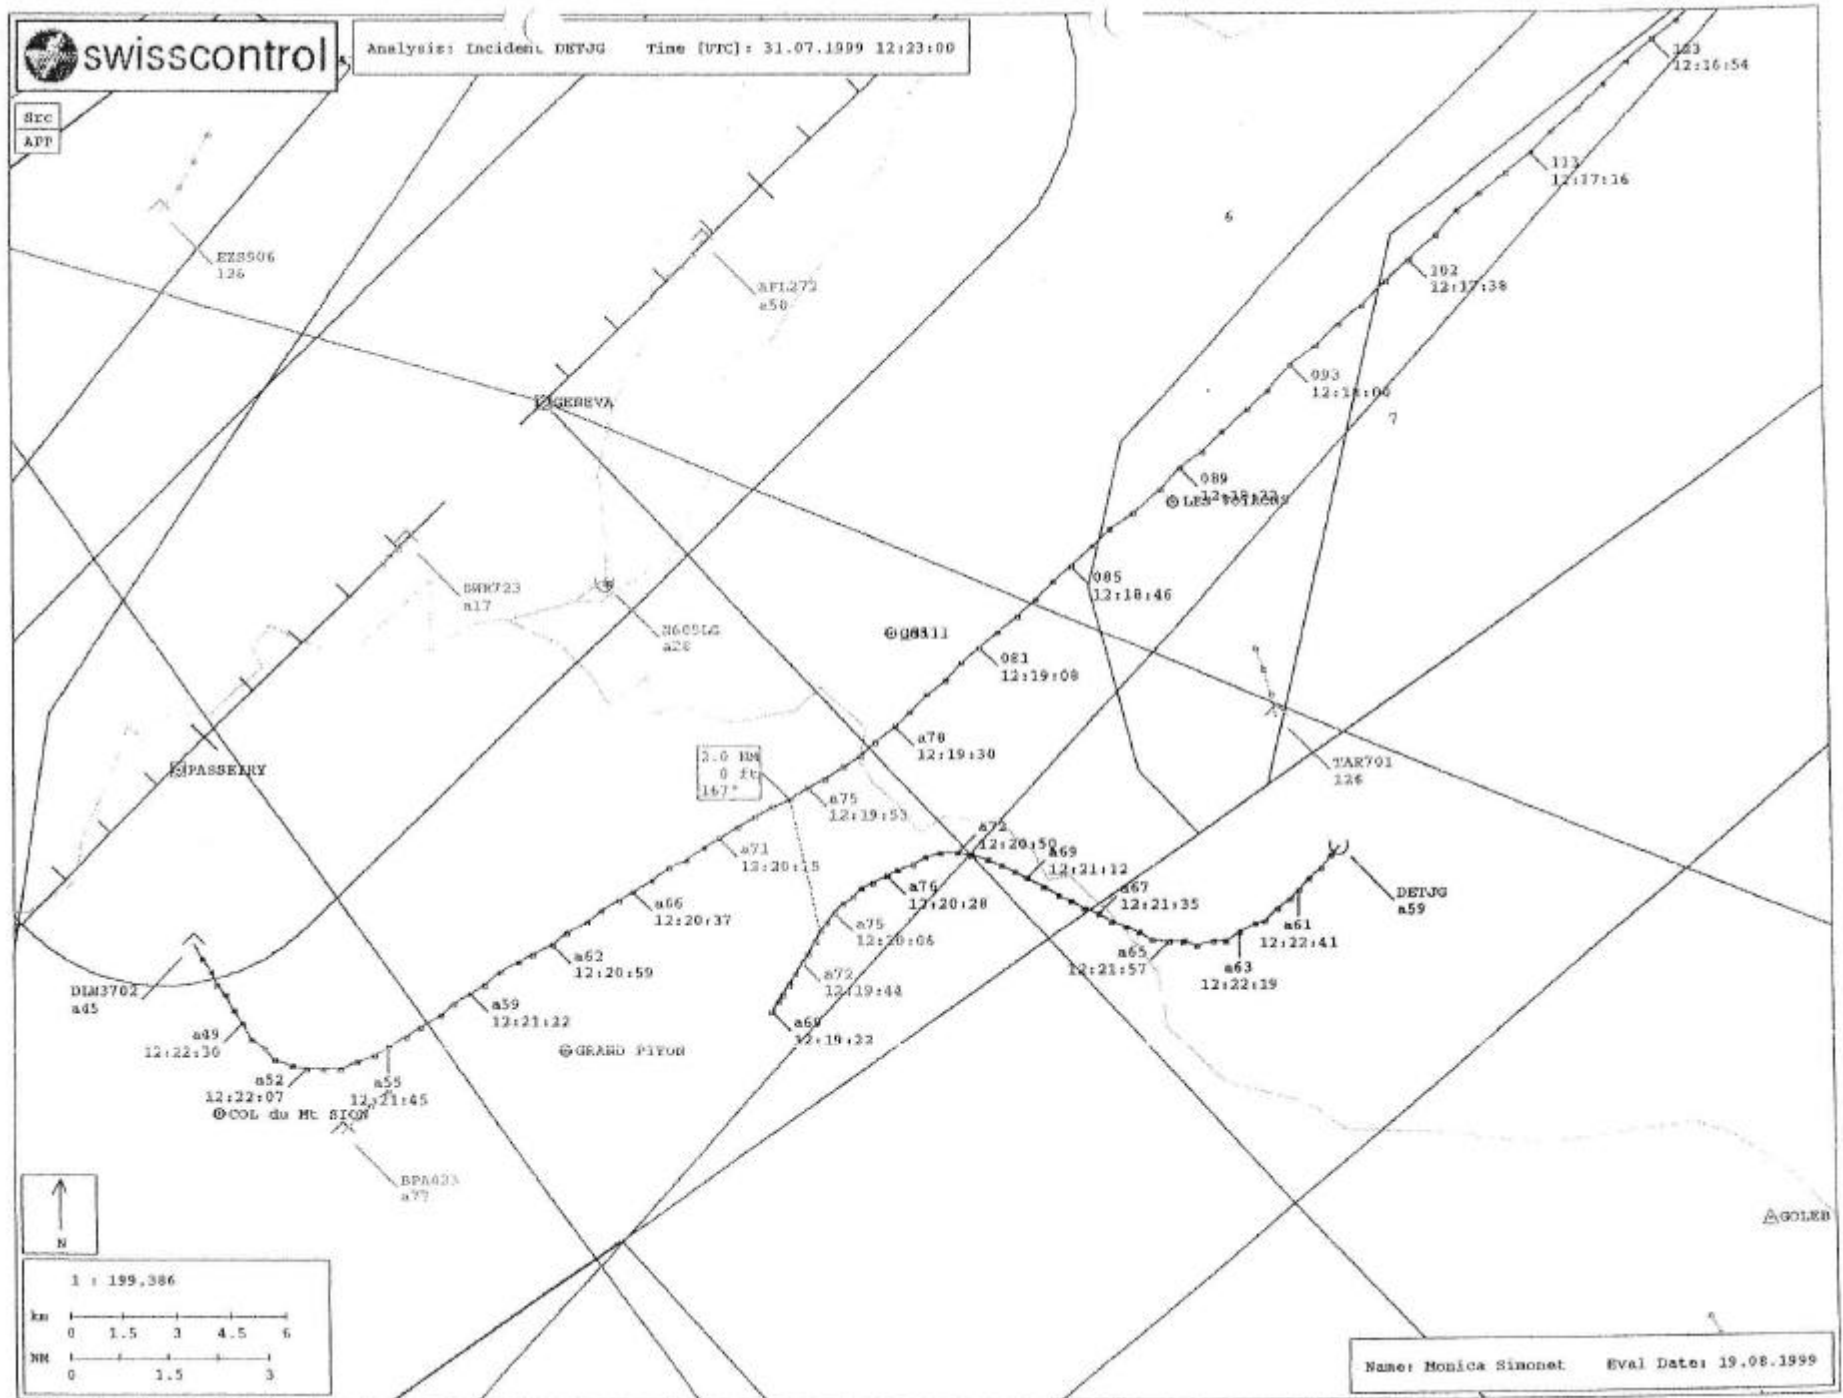 swisscontrol
Analysis: Incident DETJG Time [UTC]: 31.07.1999 12:23:00
Src
APP
123
12:16:54
113
12:17:16
EZS906
126
AFL272
a50
102
12:17:38
093
12:18:00
GENEVA
089
LES VOIRONS
SWR723
a17
N605LG
a28
085
12:18:46
081
12:19:08
a78
12:19:30
TAR701
126
PASSEIRY
2.0 NM
0 ft
167°
a75
12:19:53
a72
12:20:50
a71
12:20:15
a69
12:21:12
a76
12:20:28
a67
12:21:35
DETJG
a59
a66
12:20:37
a75
12:20:06
a61
12:22:41
a62
12:20:59
a65
12:21:57
a63
12:22:19
a72
12:19:44
DLM3702
a45
a59
12:21:22
12:19:22
a49
12:22:30
GRAND PITON
a52
12:22:07
a55
12:21:45
COL du Mt SION
a77
N
GOLEB
1 : 199,386
km
0 1.5 3 4.5 6
NM
0 1.5 3
Name: Monica Simonet Eval Date: 19.08.1999
6
7